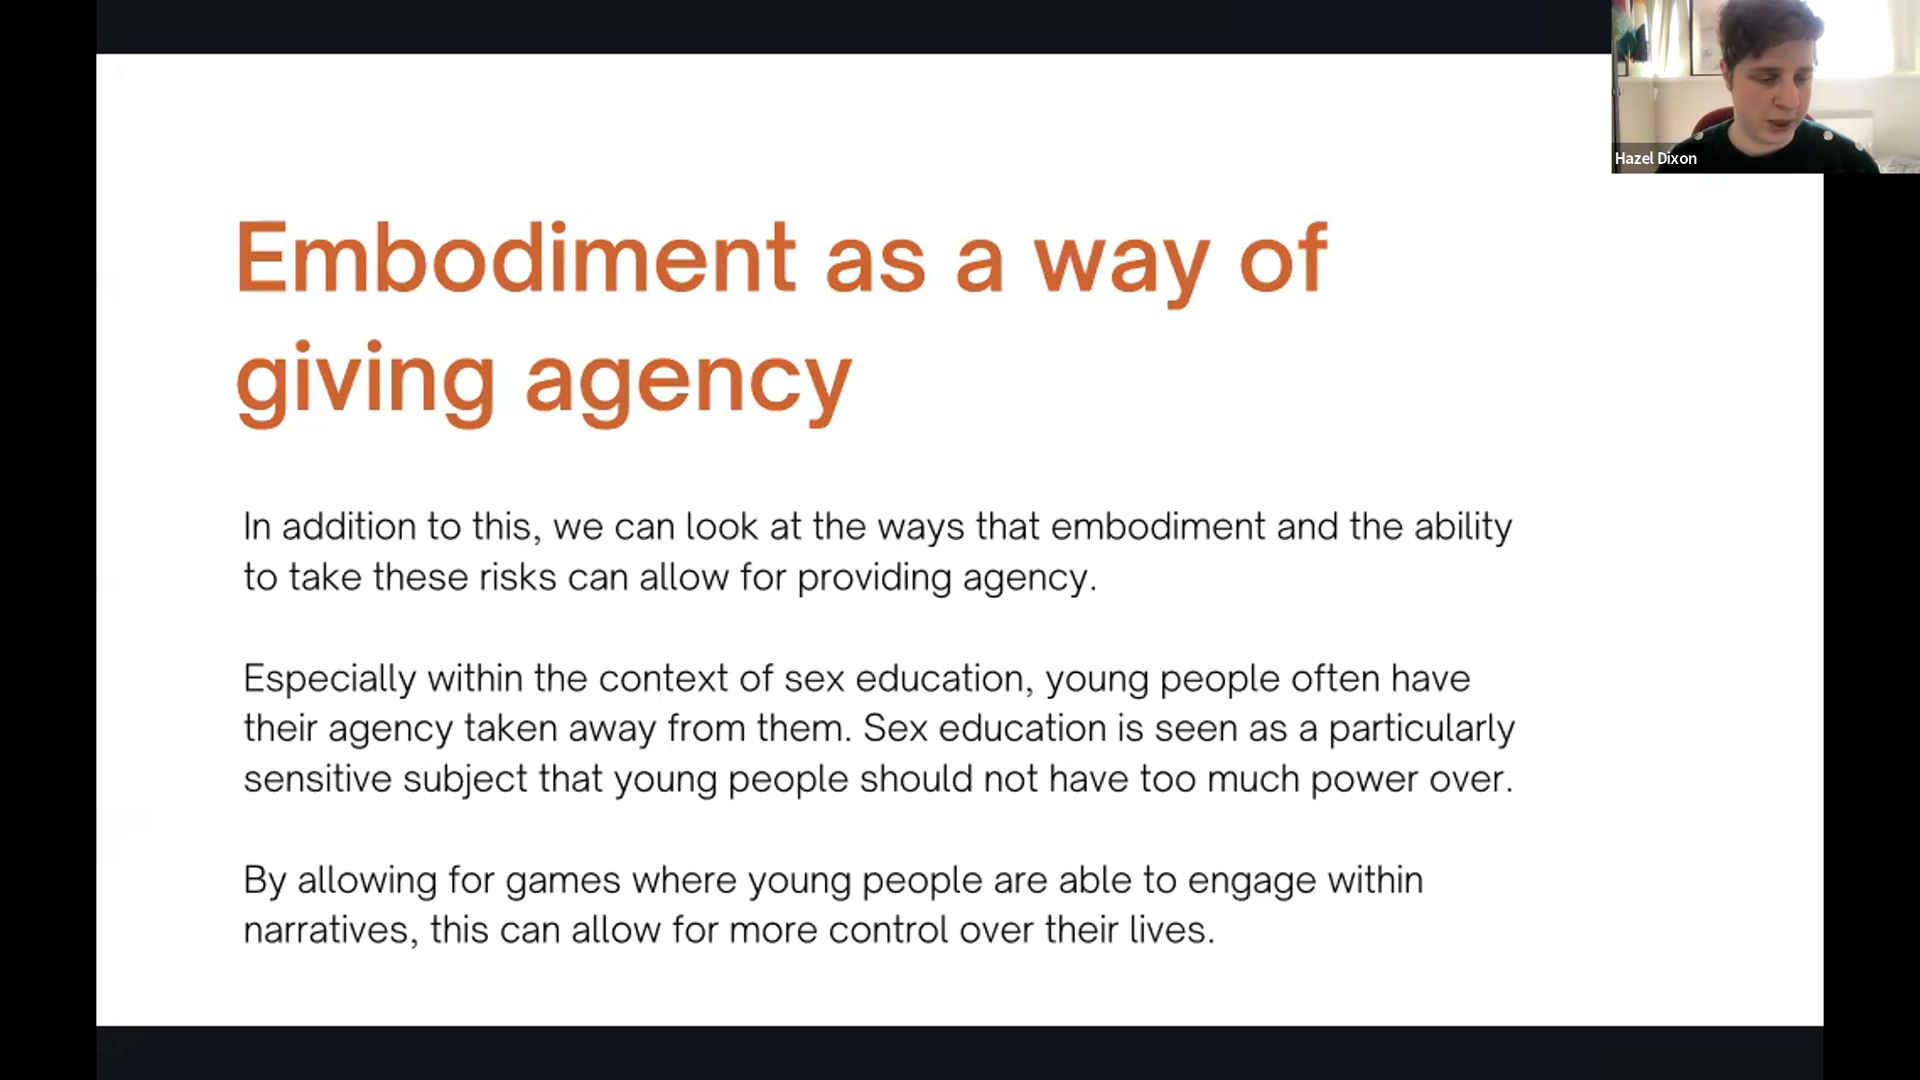 Hazel Dixon
Embodiment as a way of
giving agency
In addition to this, we can look at the ways that embodiment and the ability
to take these risks can allow for providing agency.
Especially within the context of sex education, young people often have
their agency taken away from them. Sex education is seen as a particularly
sensitive subject that young people should not have too much power over.
By allowing for games where young people are able to engage within
narratives, this can allow for more control over their lives.